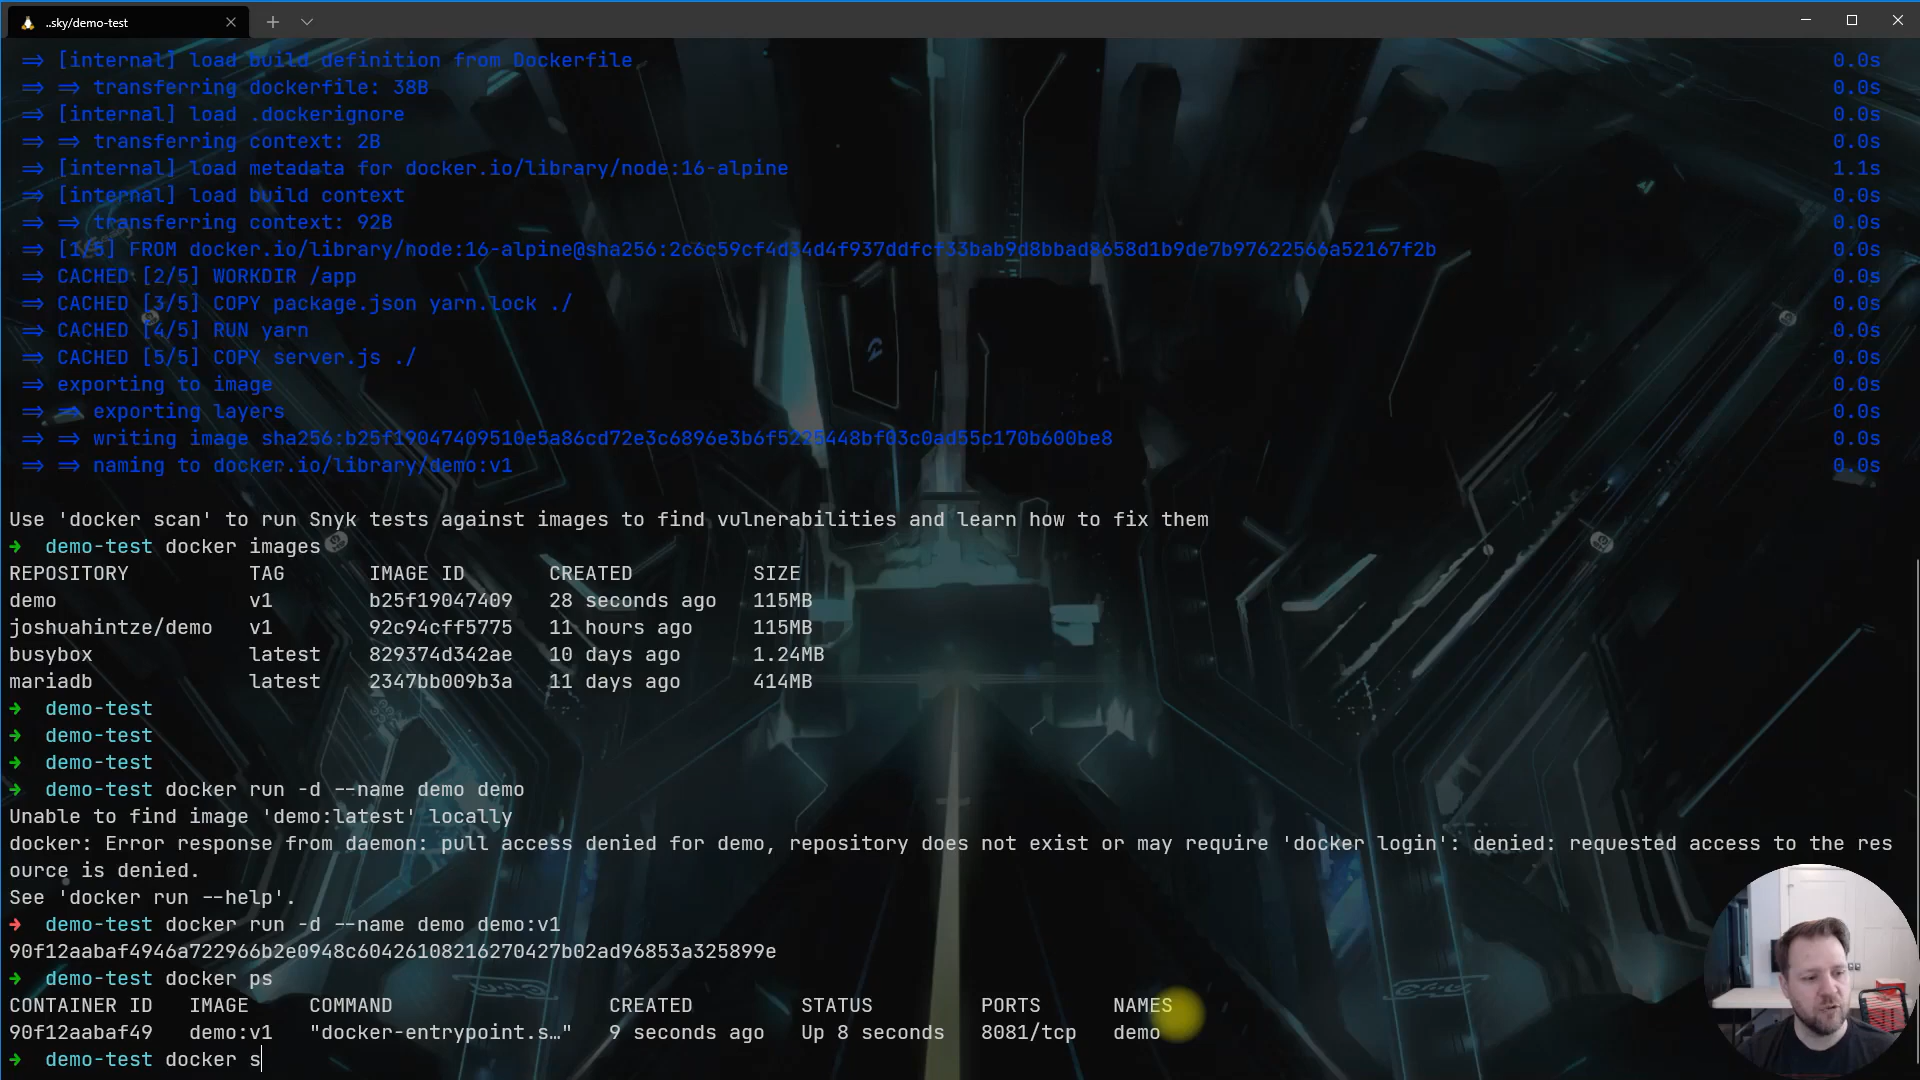 ..sky/demo-test
=> [internal] load build definition from Dockerfile 0.0s
=> => transferring dockerfile: 38B 0.0s
=> [internal] load .dockerignore 0.0s
=> => transferring context: 2B 0.0s
=> [internal] load metadata for docker.io/library/node:16-alpine 1.1s
=> [internal] load build context 0.0s
=> => transferring context: 92B 0.0s
=> [1/5] FROM docker.io/library/node:16-alpine@sha256:2c6c59cf4d34d4f937ddfcf33bab9d8bbad8658d1b9de7b97622566a52167f2b 0.0s
=> CACHED [2/5] WORKDIR /app 0.0s
=> CACHED [3/5] COPY package.json yarn.lock ./ 0.0s
=> CACHED [4/5] RUN yarn 0.0s
=> CACHED [5/5] COPY server.js ./ 0.0s
=> exporting to image 0.0s
=> => exporting layers 0.0s
=> => writing image sha256:b25f19047409510e5a86cd72e3c6896e3b6f5225448bf03c0ad55c170b600be8 0.0s
=> => naming to docker.io/library/demo:v1 0.0s
Use 'docker scan' to run Snyk tests against images to find vulnerabilities and learn how to fix them
➜ demo-test docker images
REPOSITORY TAG IMAGE ID CREATED SIZE
demo v1 b25f19047409 28 seconds ago 115MB
joshuahintze/demo v1 92c94cff5775 11 hours ago 115MB
busybox latest 829374d342ae 10 days ago 1.24MB
mariadb latest 2347bb009b3a 11 days ago 414MB
➜ demo-test
➜ demo-test
➜ demo-test
➜ demo-test docker run -d --name demo demo
Unable to find image 'demo:latest' locally
docker: Error response from daemon: pull access denied for demo, repository does not exist or may require 'docker login': denied: requested access to the res
ource is denied.
See 'docker run --help'.
➜ demo-test docker run -d --name demo demo:v1
90f12aabaf4946a722966b2e0948c60426108216270427b02ad96853a325899e
➜ demo-test docker ps
CONTAINER ID IMAGE COMMAND CREATED STATUS PORTS NAMES
90f12aabaf49 demo:v1 "docker-entrypoint.s…" 9 seconds ago Up 8 seconds 8081/tcp demo
➜ demo-test docker s